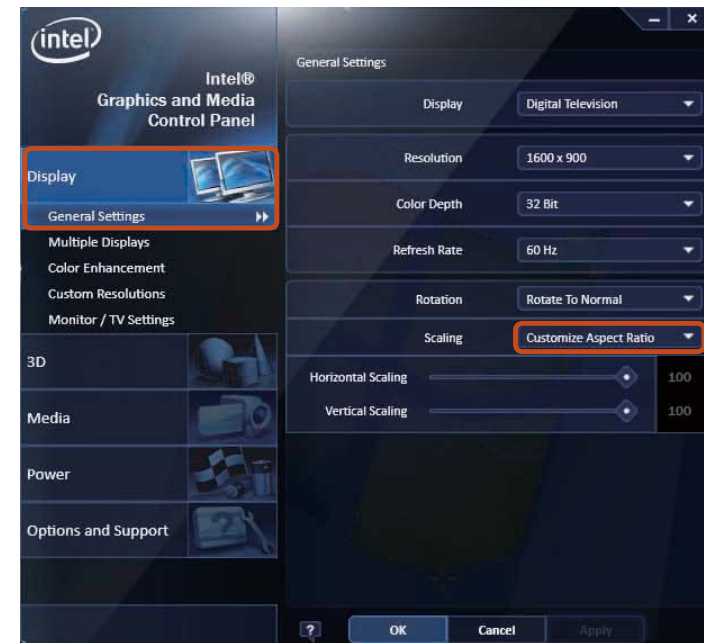 intel
Intel®
Graphics and Media
Control Panel
Display
General Settings
Multiple Displays
Color Enhancement
Custom Resolutions
Monitor / TV Settings
3D
Media
Power
Options and Support
General Settings
Display Digital Television
Resolution 1600 x 900
Color Depth 32 Bit
Refresh Rate 60 Hz
Rotation Rotate To Normal
Scaling Customize Aspect Ratio
Horizontal Scaling 100
Vertical Scaling 100
? OK Cancel Apply